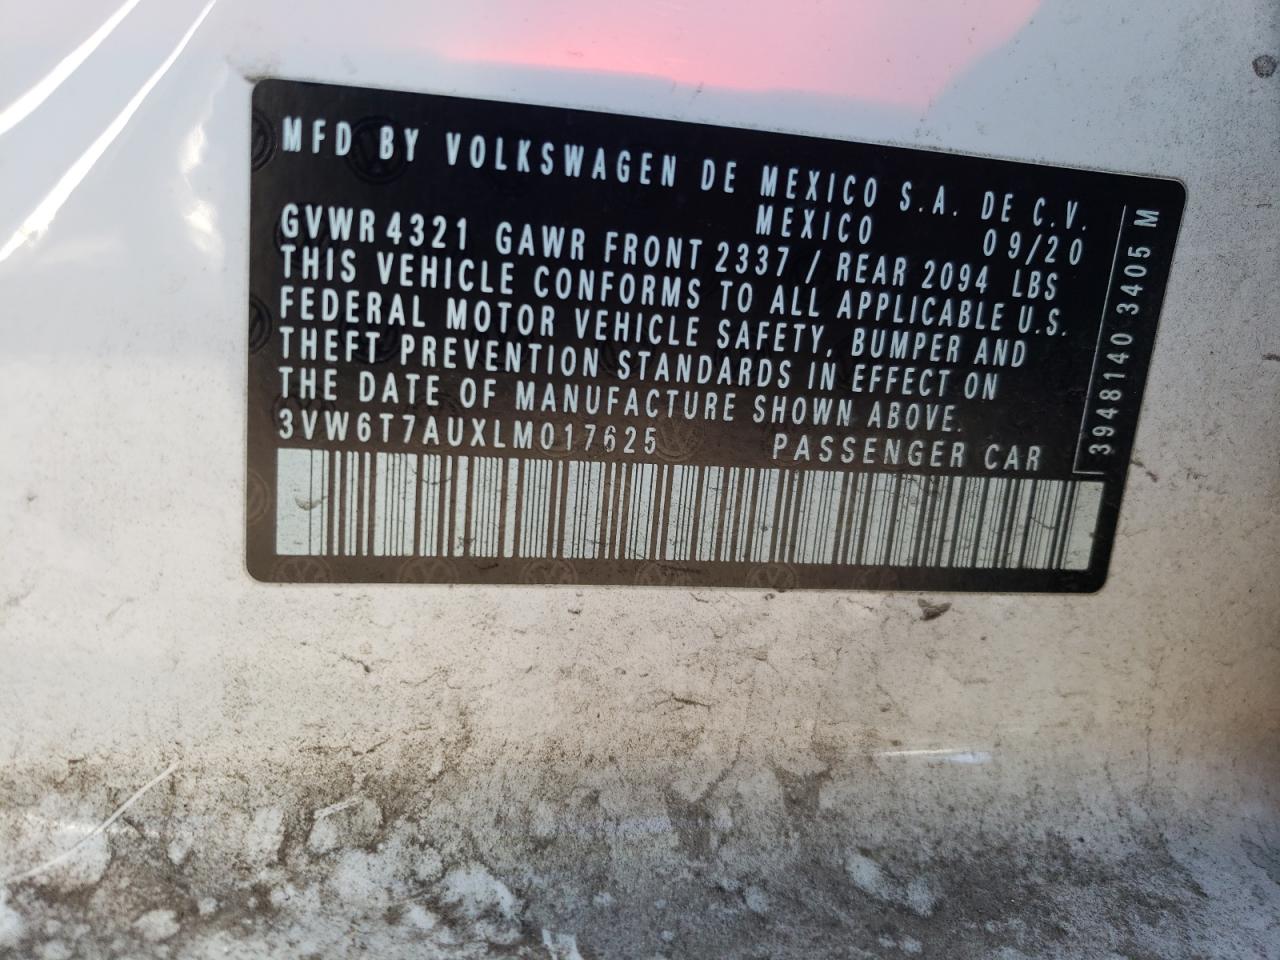 MFD BY VOLKSWAGEN DE MEXICO S.A. DE C.V.
MEXICO 09/20
GVWR 4321 GAWR FRONT 2337 / REAR 2094 LBS
THIS VEHICLE CONFORMS TO ALL APPLICABLE U.S.
FEDERAL MOTOR VEHICLE SAFETY, BUMPER AND
THEFT PREVENTION STANDARDS IN EFFECT ON
THE DATE OF MANUFACTURE SHOWN ABOVE.
3VW6T7AUXLM017625 PASSENGER CAR
3948140 3405 M